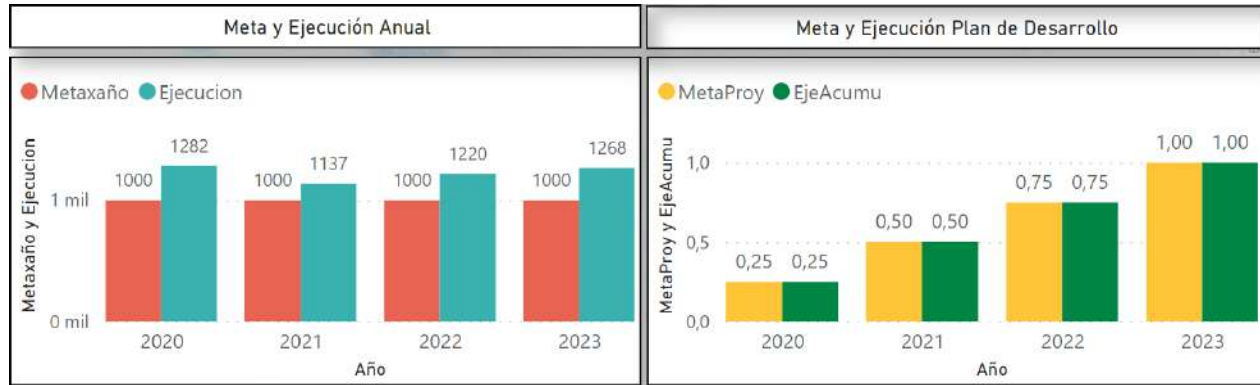 Meta y Ejecución Anual
Metaxaño Ejecucion
Metaxaño y Ejecucion
1 mil
0 mil
1000 1282
1000 1137
1000 1220
1000 1268
2020 2021 2022 2023
Año
Meta y Ejecución Plan de Desarrollo
MetaProy EjeAcumu
MetaProy y EjeAcumu
1,0
0,5
0,0
0,25 0,25
0,50 0,50
0,75 0,75
1,00 1,00
2020 2021 2022 2023
Año